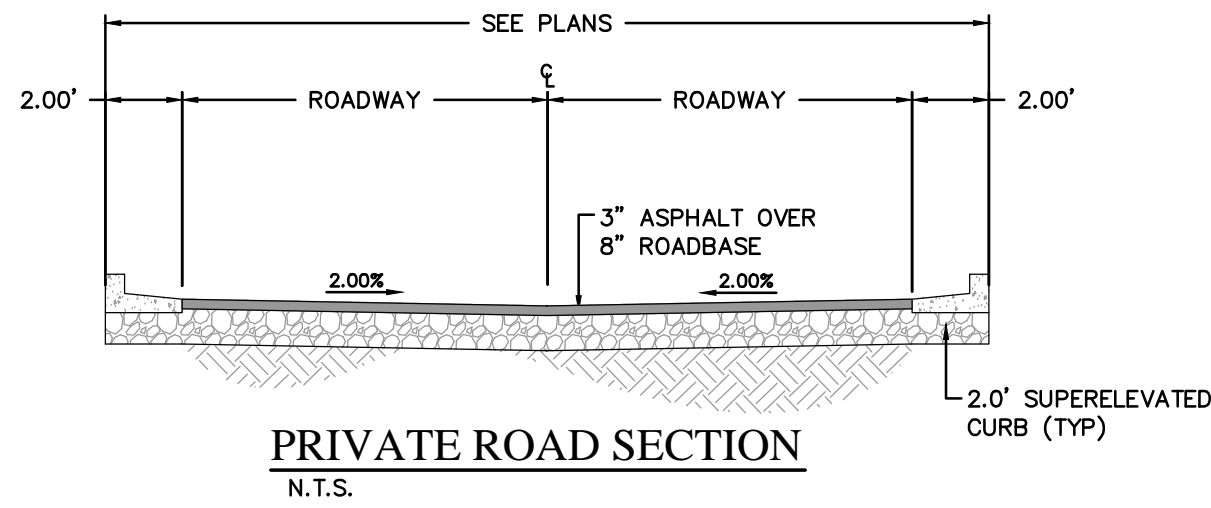 SEE PLANS
℄
2.00' ROADWAY ROADWAY 2.00'
3" ASPHALT OVER
8" ROADBASE
2.00% 2.00%
2.0' SUPERELEVATED
CURB (TYP)
PRIVATE ROAD SECTION
N.T.S.